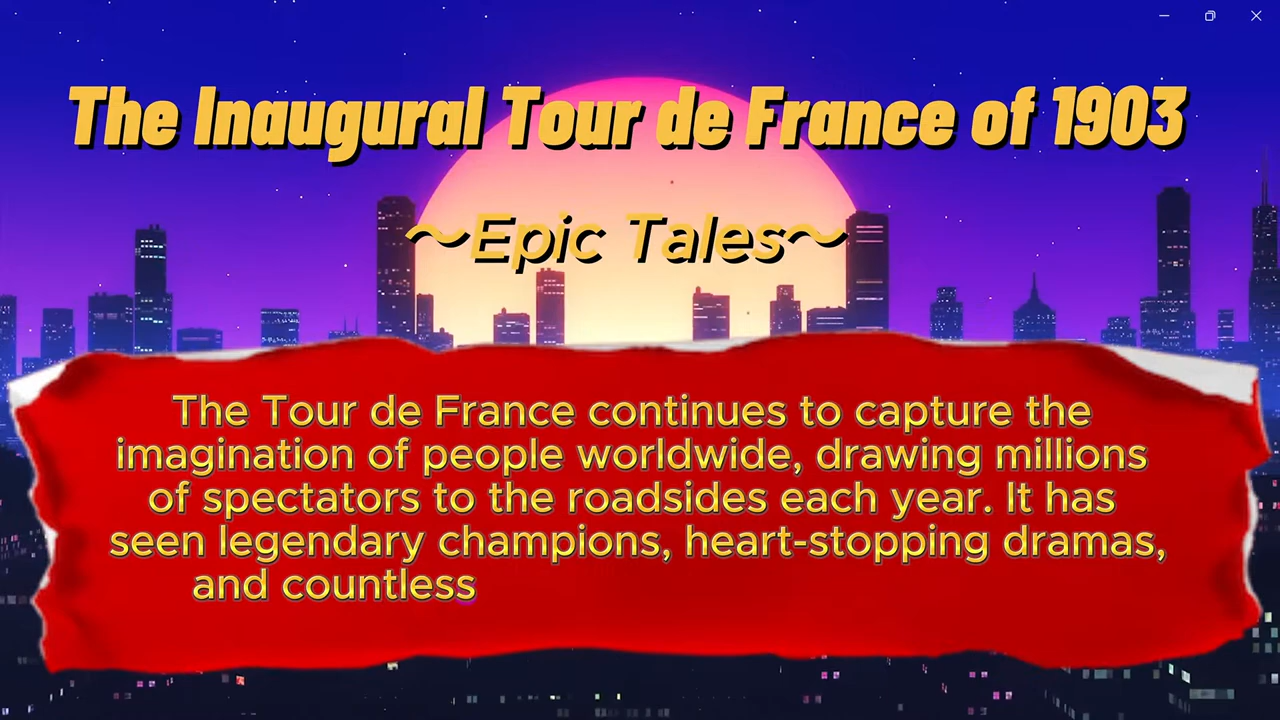 The Inaugural Tour de France of 1903
~Epic Tales~
The Tour de France continues to capture the
imagination of people worldwide, drawing millions
of spectators to the roadsides each year. It has
seen legendary champions, heart-stopping dramas,
and countless